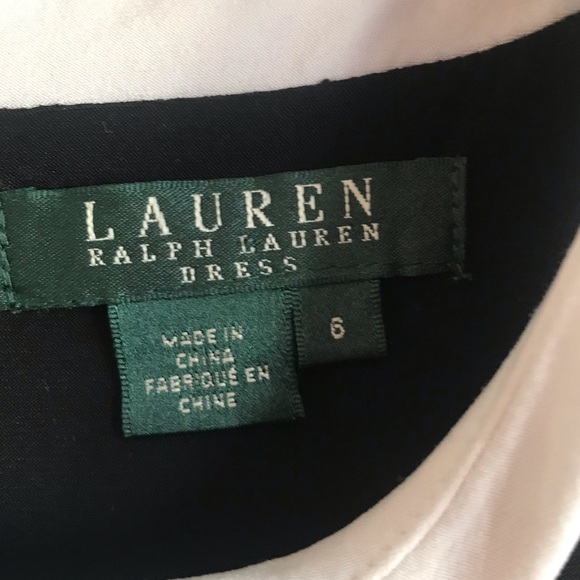 LAUREN
RALPH LAUREN
DRESS
6
MADE IN
CHINA
FABRIQUÉ EN
CHINE